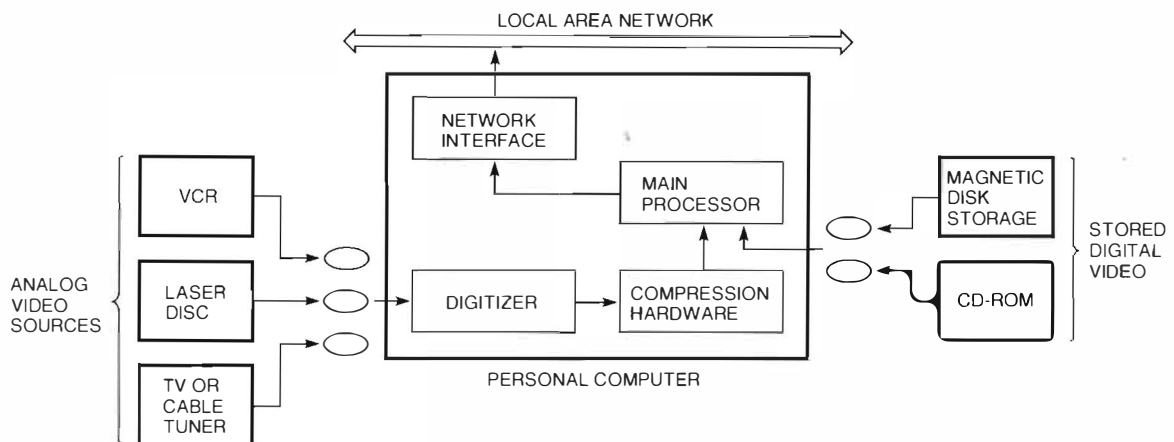 LOCAL AREA NETWORK
NETWORK
INTERFACE
MAIN
PROCESSOR
DIGITIZER
COMPRESSION
HARDWARE
PERSONAL COMPUTER
ANALOG
VIDEO
SOURCES
VCR
LASER
DISC
TV OR
CABLE
TUNER
MAGNETIC
DISK
STORAGE
CD-ROM
STORED
DIGITAL
VIDEO